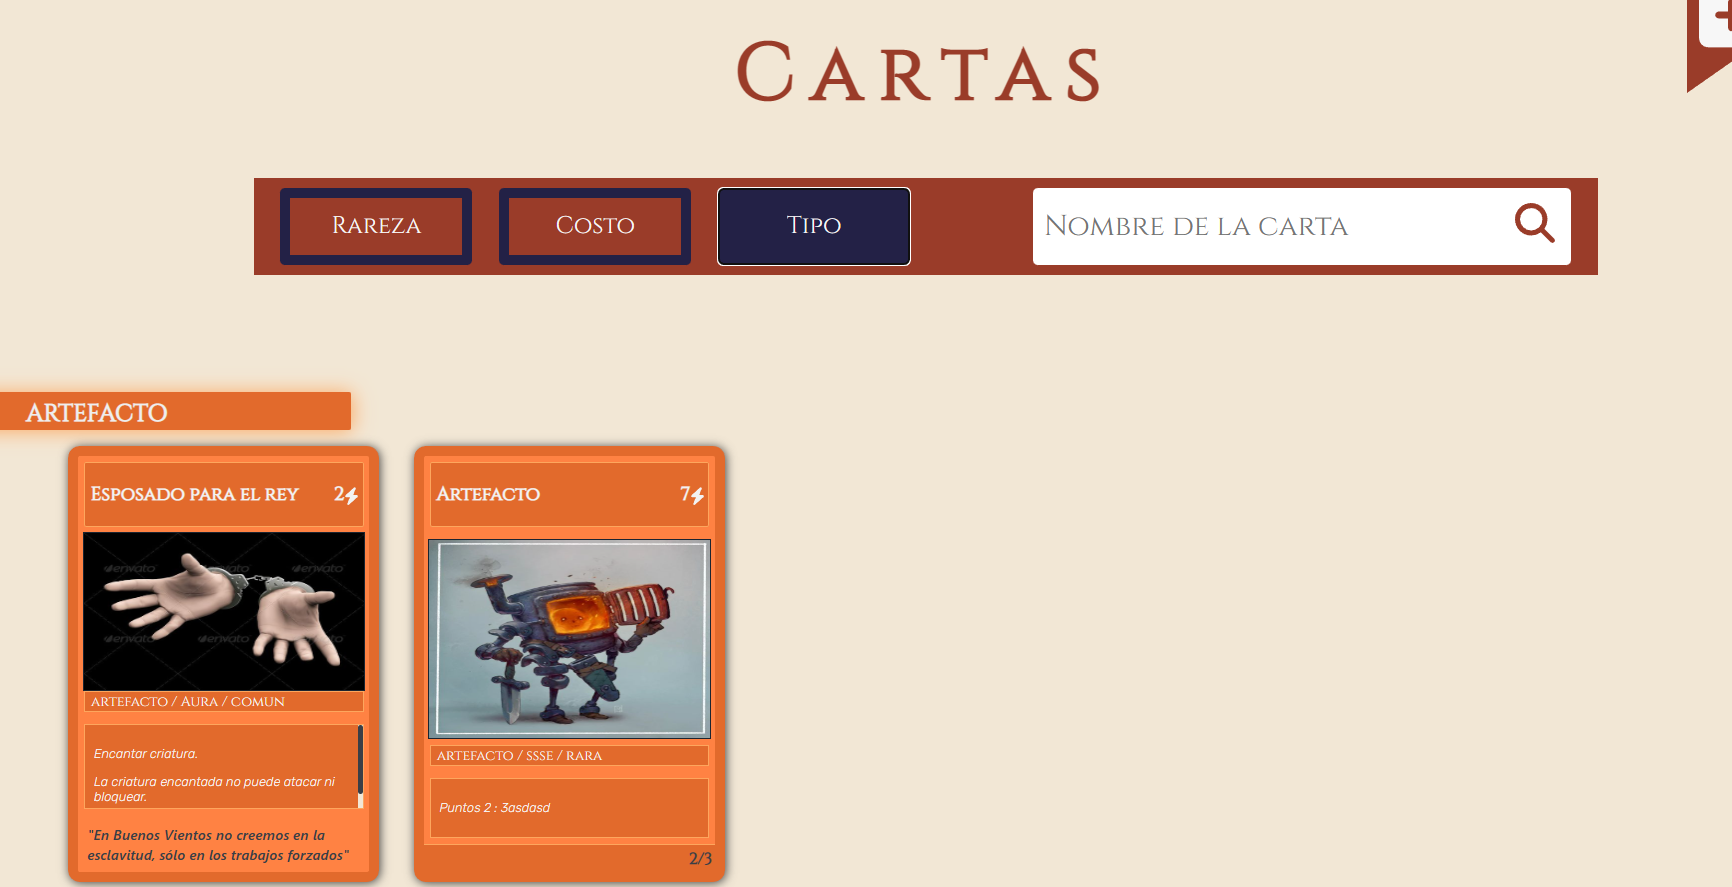 Cartas
Rareza
Costo
Tipo
Nombre de la carta
ARTEFACTO
Esposado para el rey 2
envato envato
envato envato envato
ARTEFACTO / Aura / COMUN
Encantar criatura.
La criatura encantada no puede atacar ni
bloquear.
"En Buenos Vientos no creemos en la
esclavitud, sólo en los trabajos forzados"
Artefacto 7
ARTEFACTO / SSSE / RARA
Puntos 2 : 3asdasd
2/3